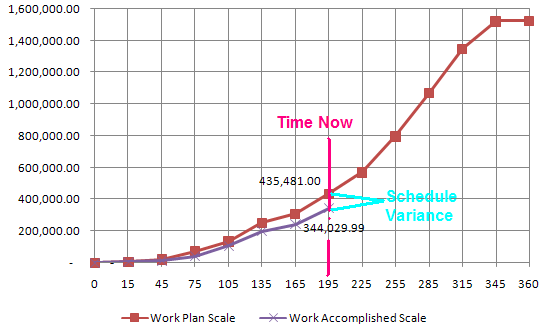 1,600,000.00
1,400,000.00
1,200,000.00
1,000,000.00
800,000.00
600,000.00
400,000.00
200,000.00
-
Time Now
435,481.00
Schedule
Variance
344,029.99
-
0 15 45 75 105 135 165 195 225 255 285 315 345 360
Work Plan Scale Work Accomplished Scale